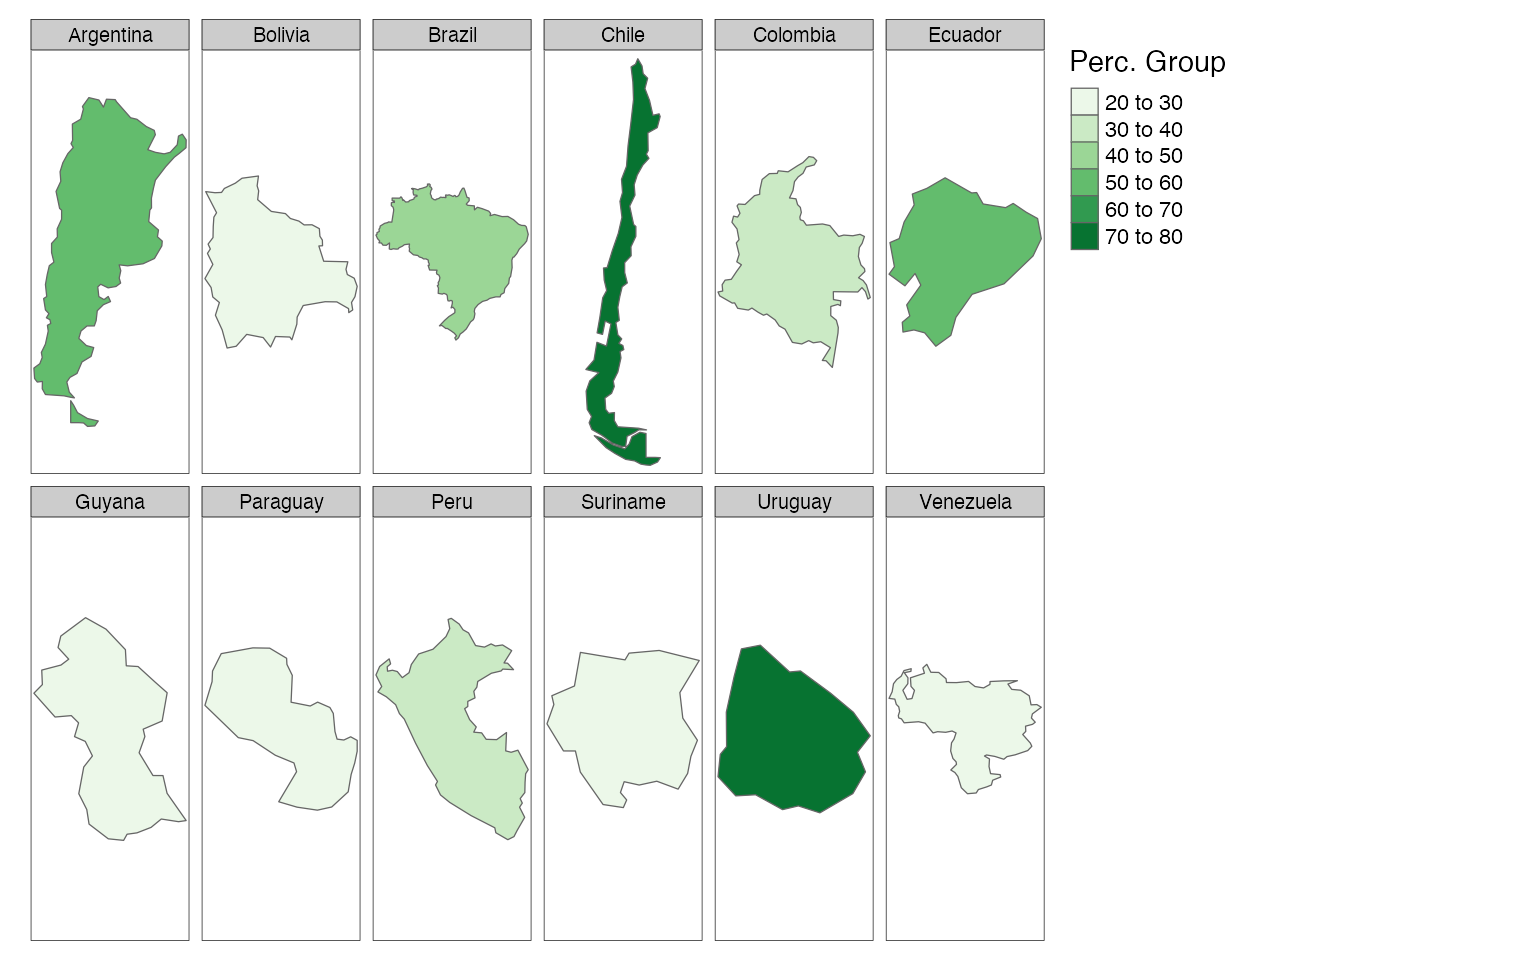 Argentina
Bolivia
Brazil
Chile
Colombia
Ecuador
Guyana
Paraguay
Peru
Suriname
Uruguay
Venezuela
Perc. Group
20 to 30
30 to 40
40 to 50
50 to 60
60 to 70
70 to 80